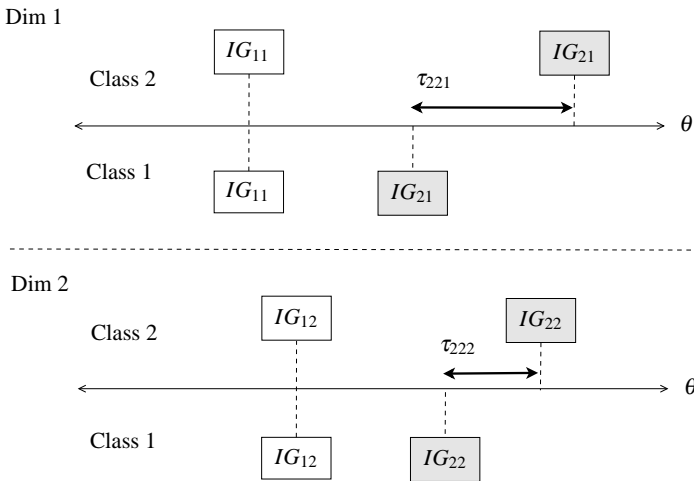 Dim 1
IG₁₁ IG₂₁
Class 2 τ₂₂₁
θ
Class 1
IG₁₁ IG₂₁
Dim 2
IG₁₂ IG₂₂
Class 2 τ₂₂₂
θ
Class 1
IG₁₂ IG₂₂